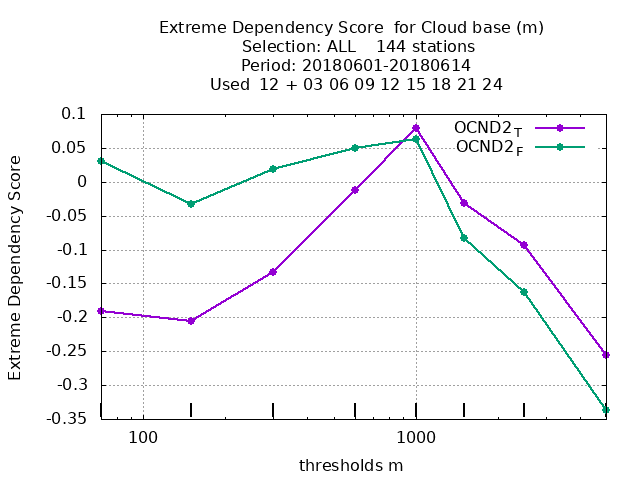 Extreme Dependency Score  for Cloud base (m)
Selection: ALL    144 stations
Period: 20180601-20180614
Used  12 + 03 06 09 12 15 18 21 24
OCND2T
OCND2F
Extreme Dependency Score
0.1
0.05
0
-0.05
-0.1
-0.15
-0.2
-0.25
-0.3
-0.35
100
1000
thresholds m